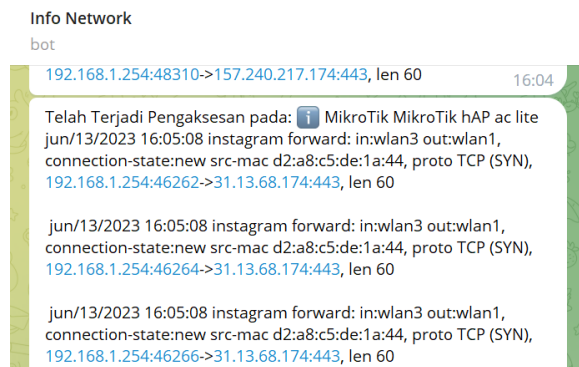 Info Network
bot
192.168.1.254:48310->157.240.217.174:443, len 60
16:04
Telah Terjadi Pengaksesan pada: ℹ️ MikroTik MikroTik hAP ac lite
jun/13/2023 16:05:08 instagram forward: in:wlan3 out:wlan1,
connection-state:new src-mac d2:a8:c5:de:1a:44, proto TCP (SYN),
192.168.1.254:46262->31.13.68.174:443, len 60
jun/13/2023 16:05:08 instagram forward: in:wlan3 out:wlan1,
connection-state:new src-mac d2:a8:c5:de:1a:44, proto TCP (SYN),
192.168.1.254:46264->31.13.68.174:443, len 60
jun/13/2023 16:05:08 instagram forward: in:wlan3 out:wlan1,
connection-state:new src-mac d2:a8:c5:de:1a:44, proto TCP (SYN),
192.168.1.254:46266->31.13.68.174:443, len 60